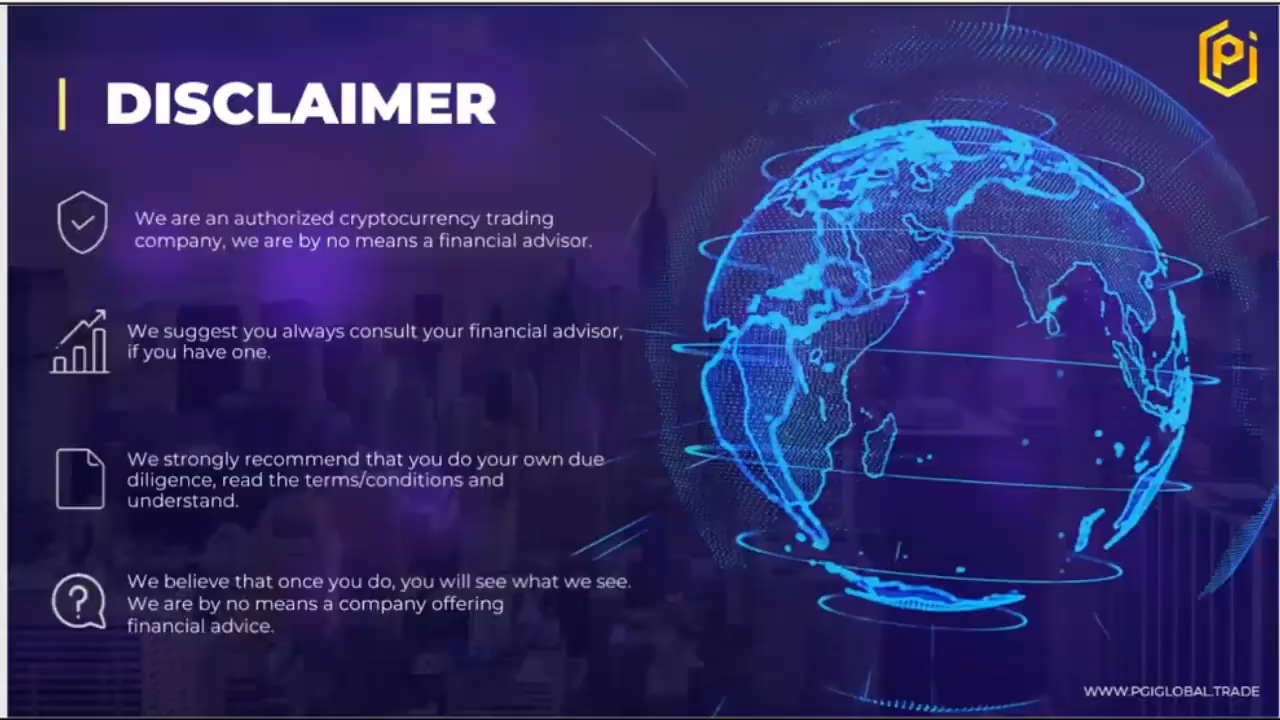 DISCLAIMER
We are an authorized cryptocurrency trading
company, we are by no means a financial advisor.
We suggest you always consult your financial advisor,
if you have one.
We strongly recommend that you do your own due
diligence, read the terms/conditions and
understand.
We believe that once you do, you will see what we see.
We are by no means a company offering
financial advice.
WWW.PGIGLOBAL.TRADE